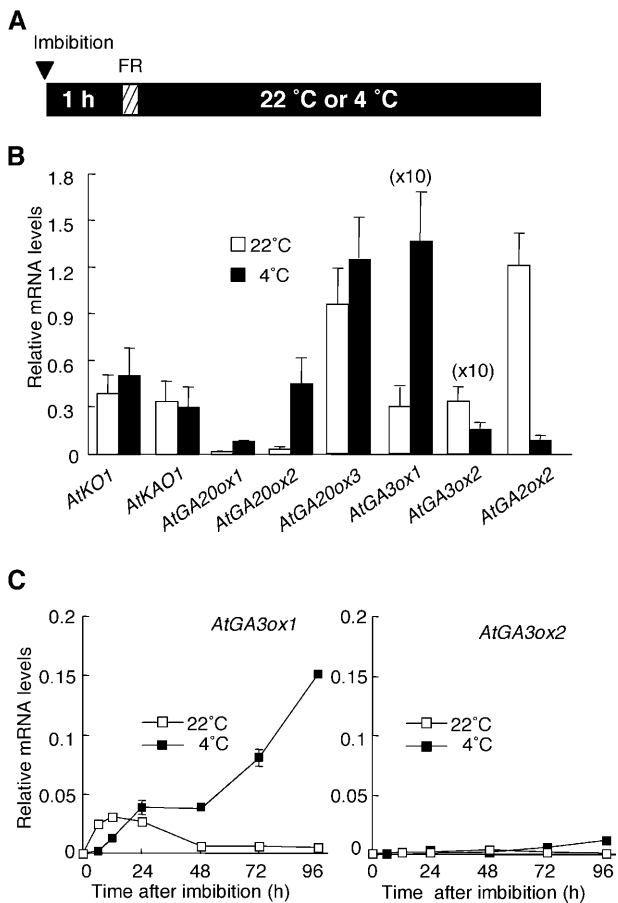 A
Imbibition
FR
1 h
22 ˚C or 4 ˚C
B
Relative mRNA levels
1.8
1.5
1.2
0.9
0.6
0.3
0
22˚C
4˚C
(x10)
(x10)
AtKO1
AtKAO1
AtGA20ox1
AtGA20ox2
AtGA20ox3
AtGA3ox1
AtGA3ox2
AtGA2ox2
C
Relative mRNA levels
0.2
0.15
0.1
0.05
0
AtGA3ox1
22˚C
4˚C
0 24 48 72 96
Time after imbibition (h)
0.2
0.15
0.1
0.05
0
AtGA3ox2
22˚C
4˚C
0 24 48 72 96
Time after imbibition (h)